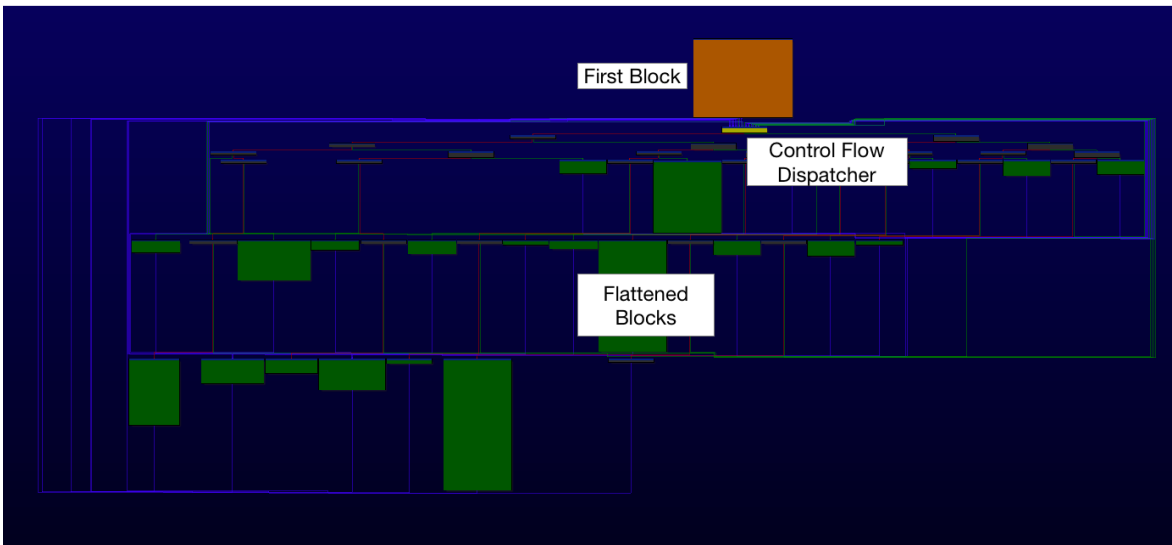 First Block
Control Flow
Dispatcher
Flattened
Blocks